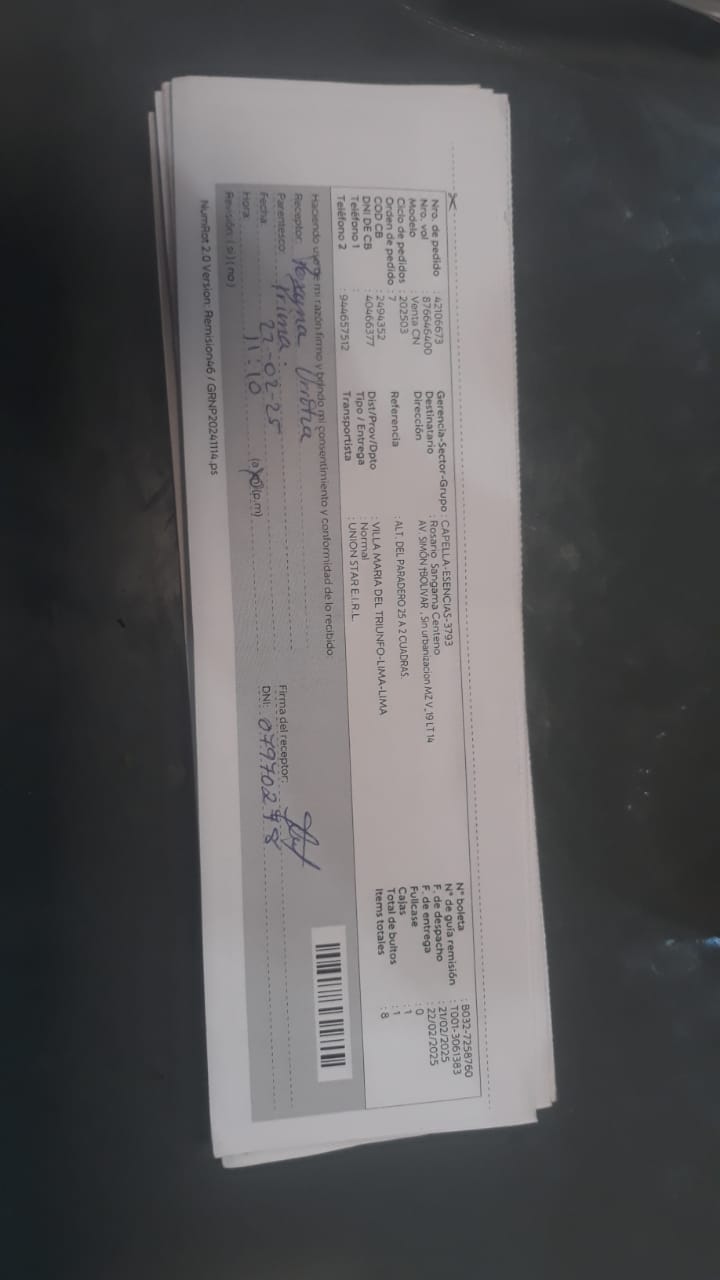 Nro. de pedido : 42106673
Nro. vol : 876646400
Modelo : Venta CN
Ciclo de pedidos : 202503
Orden de pedido : 7
COD CB : 2494352
DNI DE CB : 40466377
Teléfono 1 :
Teléfono 2 : 944657512
Gerencia-Sector-Grupo : CAPELLA-ESENCIAS-3793
Destinatario : Rosario Sangama Centeno
Dirección : AV. SIMÓN BOLIVAR , Sin urbanizacion MZ V, 19 LT 14
Referencia : ALT. DEL PARADERO 25 A 2 CUADRAS.
Dist/Prov/Dpto : VILLA MARIA DEL TRIUNFO-LIMA-LIMA
Tipo / Entrega : Normal
Transportista : UNION STAR E.I.R.L.
N° boleta : B032-7258760
N° de guía remisión : T001-3061383
F. de despacho : 21/02/2025
F. de entrega : 22/02/2025
Fullcase : 0
Cajas : 1
Total de bultos : 1
Items totales : 8
Haciendo uso de mi razón firmo y brindo mi consentimiento y conformidad de lo recibido
Receptor:
Parentesco: Prima.
Fecha: 22-02-25
Hora: 11:10 (a.m) (p.m)
Revisión ( si ) ( no )
Firma del receptor:
DNI: 079702278
NumRot 2.0 Version: Remision46 / GRNP20241114.ps